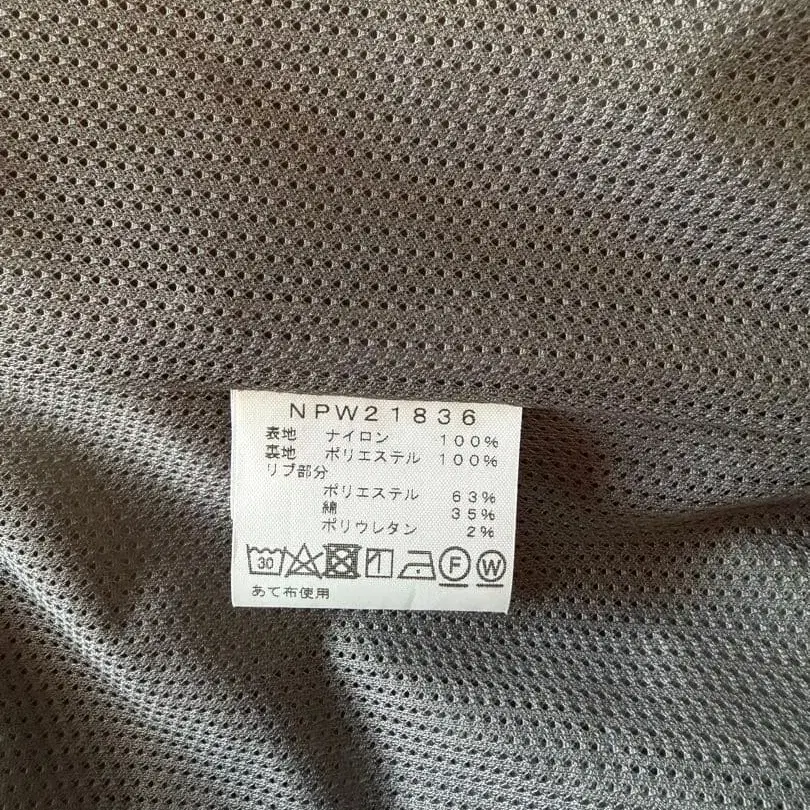 NPW21836
表地 ナイロン 100%
裏地 ポリエステル 100%
リブ部分
ポリエステル 63%
綿 35%
ポリウレタン 2%
30 F W
あて布使用